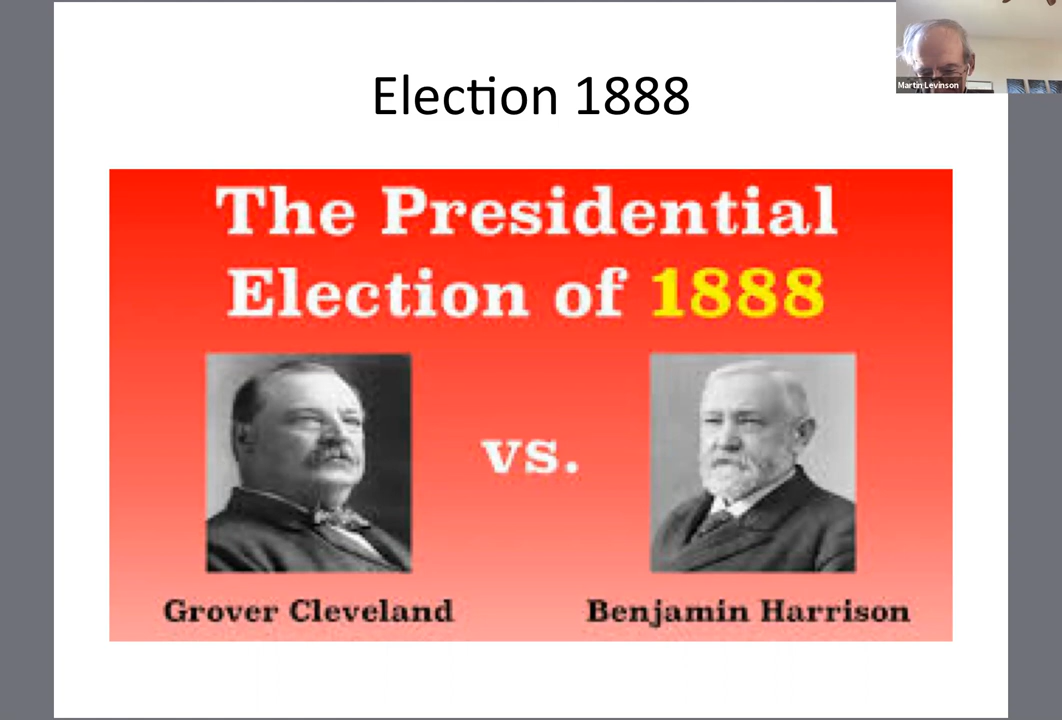 Election 1888
Martin Levinson
The Presidential
Election of 1888
vs.
Grover Cleveland
Benjamin Harrison